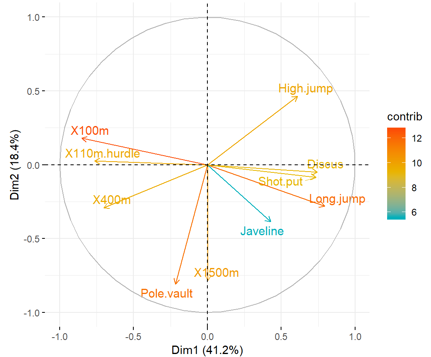 1.0
High.jump
contrib
X100m
12
0.5
X110m.hurdle
10
Discus
8
0.0
Shot.put
6
X400m
Long.jump
Javeline
-0.5
X1500m
Pole.vault
-1.0
-1.0 -0.5 0.0 0.5 1.0
Dim1 (41.2%)
Dim2 (18.4%)